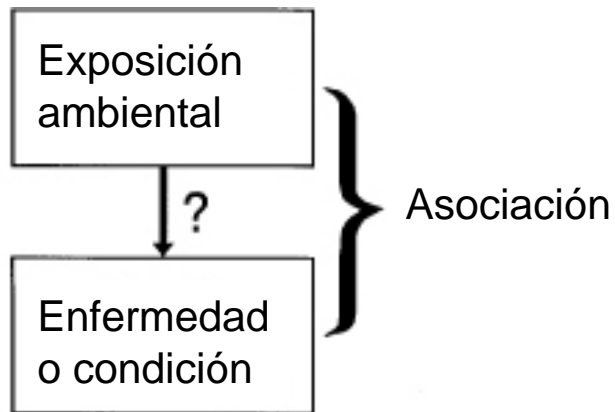 Exposición
ambiental
?
Asociación
Enfermedad
o condición